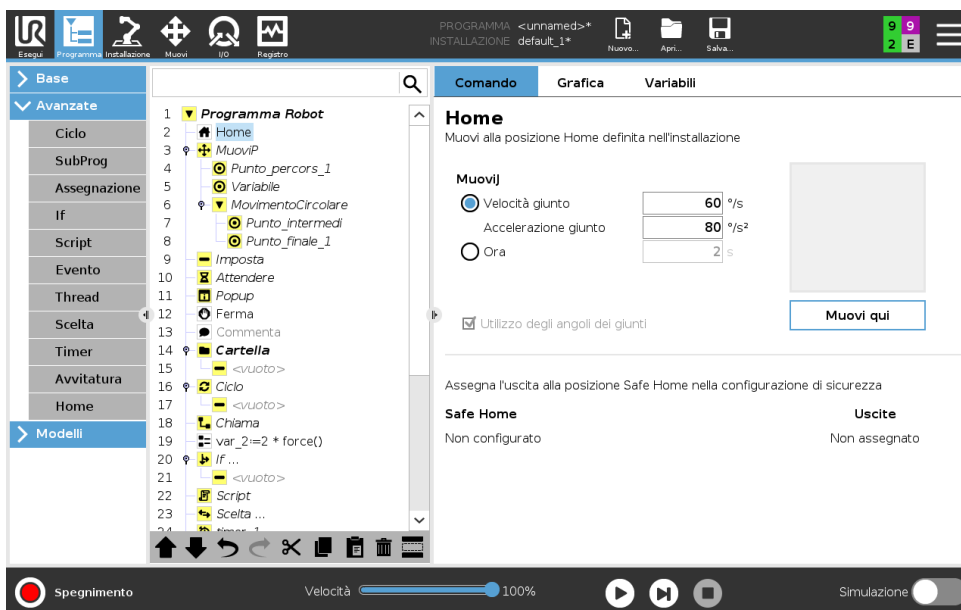 PROGRAMMA <unnamed>*
INSTALLAZIONE default_1*
Esegui Programma Installazione Muovi I/O Registro Nuovo... Apri... Salva...
9 9
2 E
Base
Avanzate
Ciclo
SubProg
Assegnazione
If
Script
Evento
Thread
Scelta
Timer
Avvitatura
Home
Modelli
1 Programma Robot
2 Home
3 MuoviP
4 Punto_percors_1
5 Variabile
6 MovimentoCircolare
7 Punto_intermedi
8 Punto_finale_1
9 Imposta
10 Attendere
11 Popup
12 Ferma
13 Commenta
14 Cartella
15 <vuoto>
16 Ciclo
17 <vuoto>
18 Chiama
19 var_2:=2 * force()
20 If ...
21 <vuoto>
22 Script
23 Scelta ...
24 timer_1
Comando Grafica Variabili
Home
Muovi alla posizione Home definita nell'installazione
MuoviJ
Velocità giunto 60 °/s
Accelerazione giunto 80 °/s²
Ora 2 s
Muovi qui
Utilizzo degli angoli dei giunti
Assegna l'uscita alla posizione Safe Home nella configurazione di sicurezza
Safe Home Uscite
Non configurato Non assegnato
Spegnimento Velocità 100% Simulazione